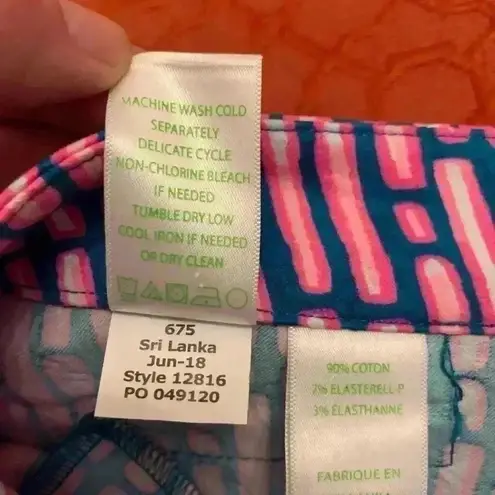 MACHINE WASH COLD
SEPARATELY
DELICATE CYCLE
NON-CHLORINE BLEACH
IF NEEDED
TUMBLE DRY LOW
COOL IRON IF NEEDED
OR DRY CLEAN
675
Sri Lanka
Jun-18
Style 12816
PO 049120
90% COTON
7% ELASTERELL-P
3% ÉLASTHANNE
FABRIQUE EN